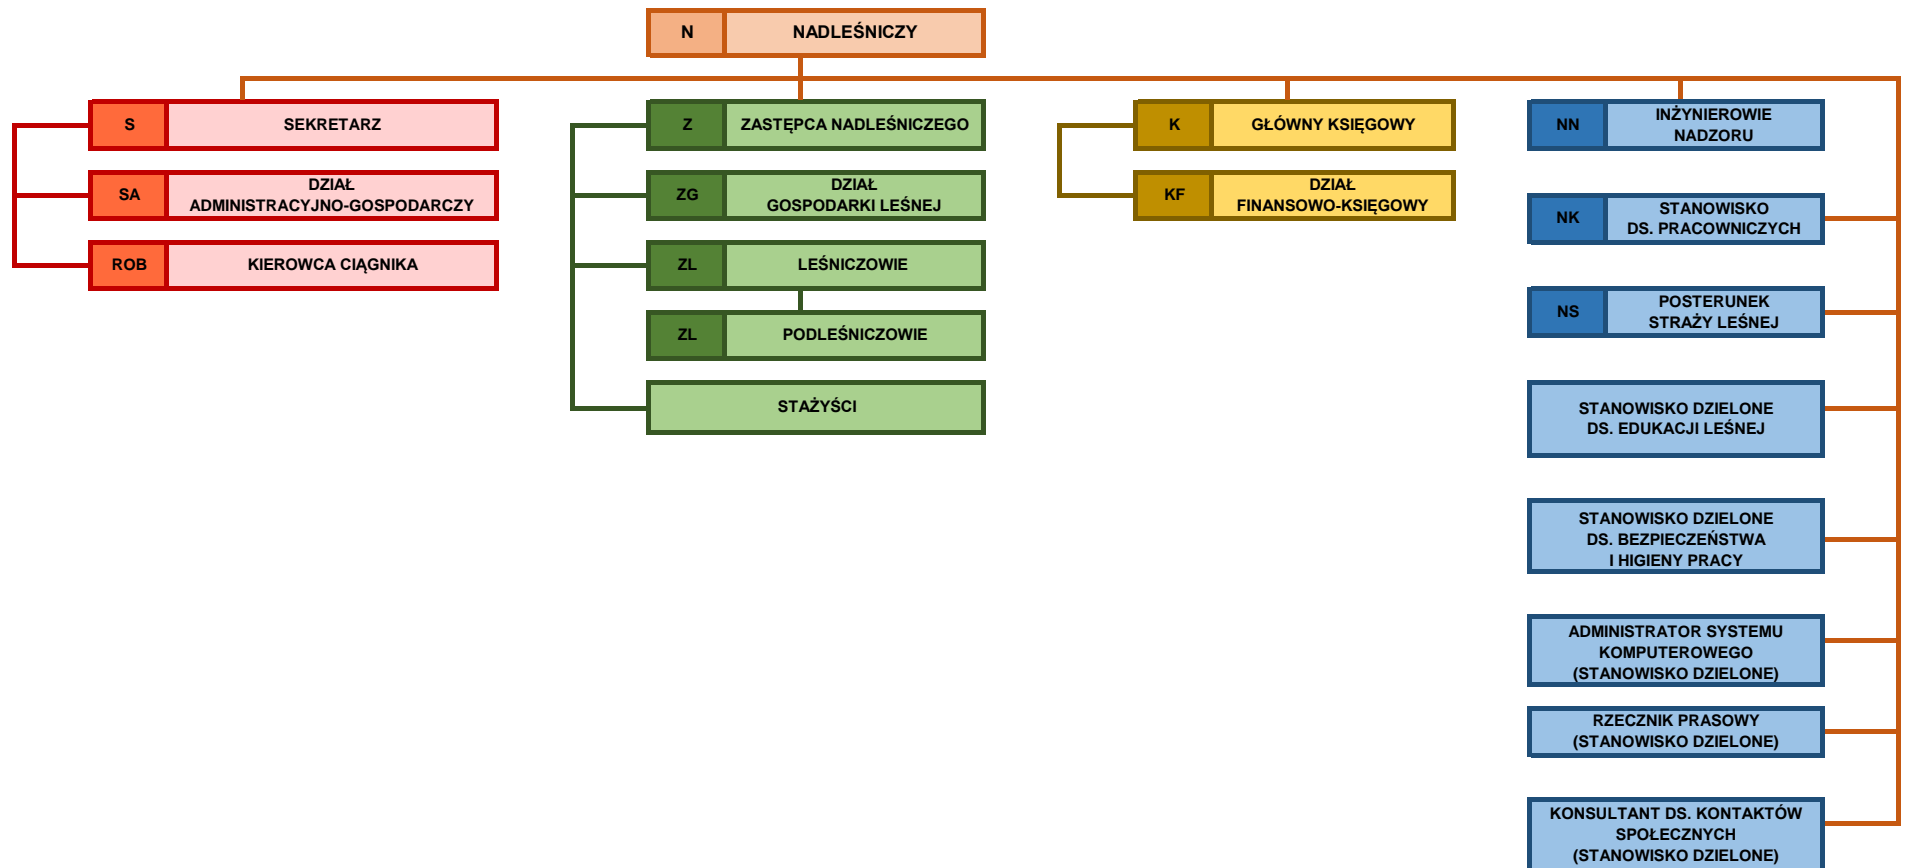 N NADLEŚNICZY
S SEKRETARZ
SA DZIAŁ
ADMINISTRACYJNO-GOSPODARCZY
ROB KIEROWCA CIĄGNIKA
Z ZASTĘPCA NADLEŚNICZEGO
ZG DZIAŁ
GOSPODARKI LEŚNEJ
ZL LEŚNICZOWIE
ZL PODLEŚNICZOWIE
STAŻYŚCI
K GŁÓWNY KSIĘGOWY
KF DZIAŁ
FINANSOWO-KSIĘGOWY
NN INŻYNIEROWIE
NADZORU
NK STANOWISKO
DS. PRACOWNICZYCH
NS POSTERUNEK
STRAŻY LEŚNEJ
STANOWISKO DZIELONE
DS. EDUKACJI LEŚNEJ
STANOWISKO DZIELONE
DS. BEZPIECZEŃSTWA
I HIGIENY PRACY
ADMINISTRATOR SYSTEMU
KOMPUTEROWEGO
(STANOWISKO DZIELONE)
RZECZNIK PRASOWY
(STANOWISKO DZIELONE)
KONSULTANT DS. KONTAKTÓW
SPOŁECZNYCH
(STANOWISKO DZIELONE)